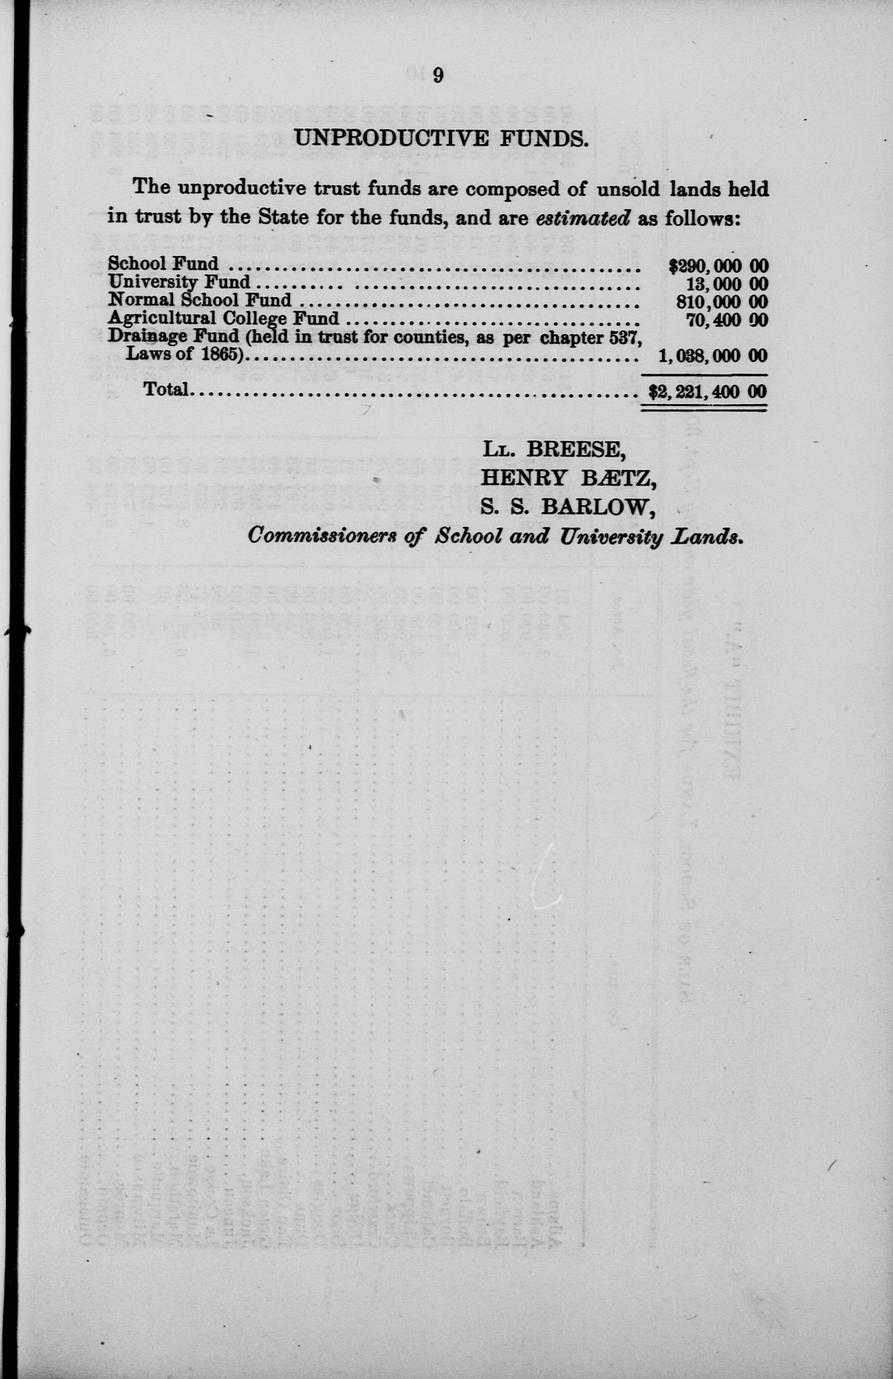 9
UNPRODUCTIVE FUNDS.
The unproductive trust funds are composed of unsold lands held
in trust by the State for the funds, and are estimated as follows:
School Fund ................................................ $290,000 00
University Fund ................................................ 13,000 00
Normal School Fund ................................................ 810,000 00
Agricultural College Fund ................................................ 70,400 00
Drainage Fund (held in trust for counties, as per chapter 537,
Laws of 1865)................................................ 1,038,000 00
Total................................................ $2,221,400 00
LL. BREESE,
HENRY BÆTZ,
S. S. BARLOW,
Commissioners of School and University Lands.